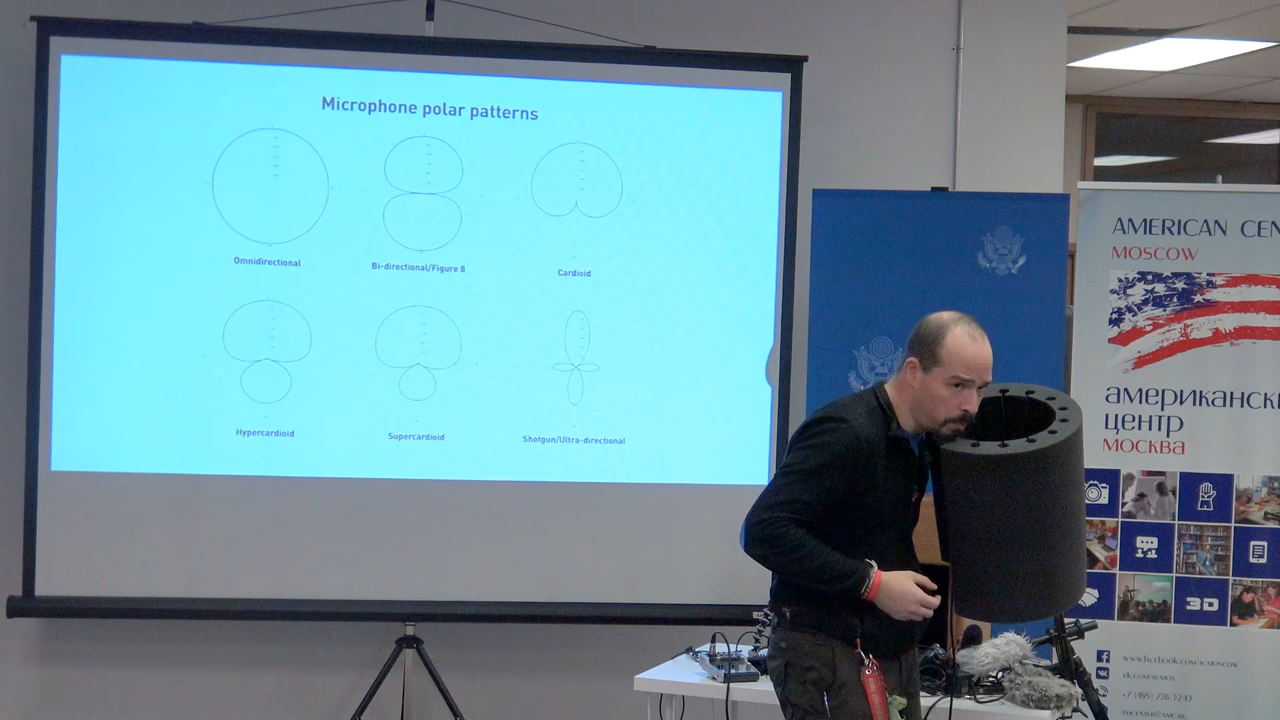 Microphone polar patterns
Omnidirectional
Bi-directional/Figure 8
Cardioid
Hypercardioid
Supercardioid
Shotgun/Ultra-directional
AMERICAN CEN
MOSCOW
американски
центр
москва
3D
www.facebook.com/acmoscow
vk.com/acmos
+7 (495) 728-5243